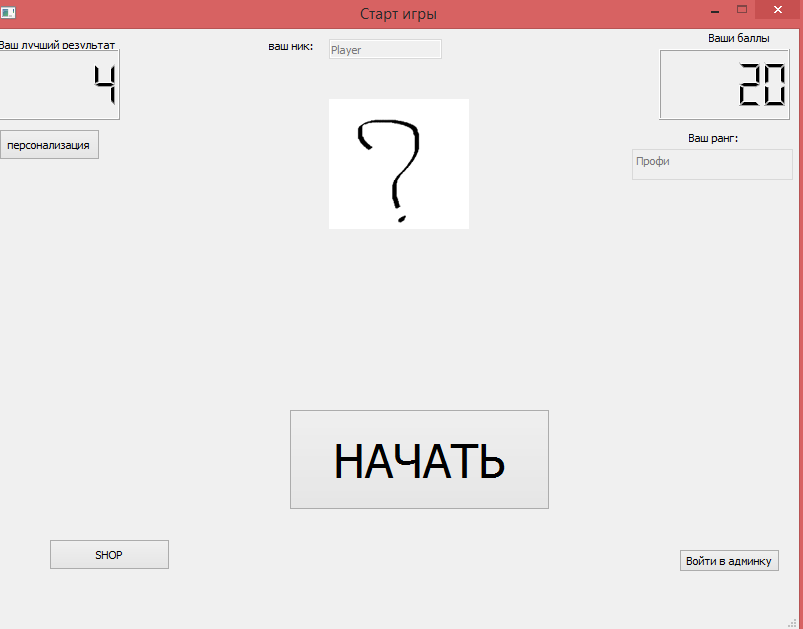 Старт игры
Ваш лучший результат
ваш ник:
Player
Ваши баллы
4
20
персонализация
Ваш ранг:
Профи
?
НАЧАТЬ
SHOP
Войти в админку